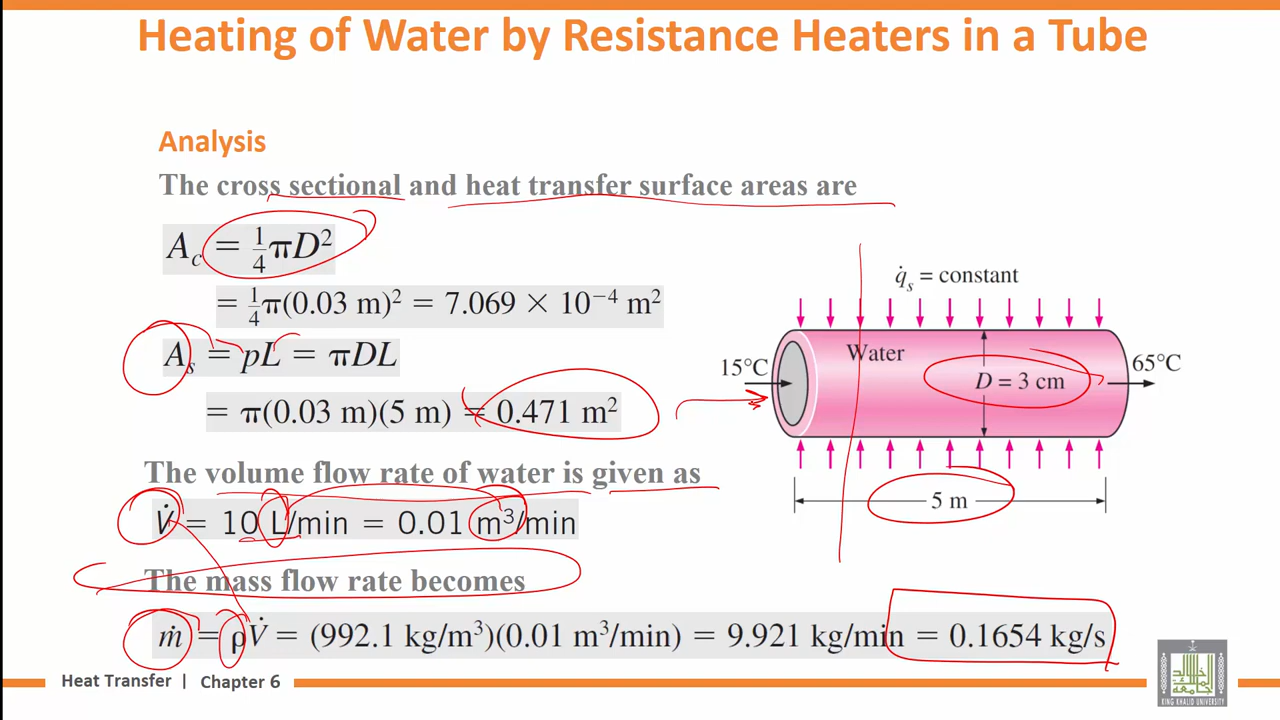 Heating of Water by Resistance Heaters in a Tube
Analysis
The cross sectional and heat transfer surface areas are
A_c = ¼πD²
= ¼π(0.03 m)² = 7.069 × 10⁻⁴ m²
A_s = pL = πDL
= π(0.03 m)(5 m) = 0.471 m²
The volume flow rate of water is given as
V̇ = 10 L/min = 0.01 m³/min
The mass flow rate becomes
ṁ = ρV̇ = (992.1 kg/m³)(0.01 m³/min) = 9.921 kg/min = 0.1654 kg/s
q̇_s = constant
Water
15°C
D = 3 cm
65°C
5 m
Heat Transfer | Chapter 6
KING KHALID UNIVERSITY